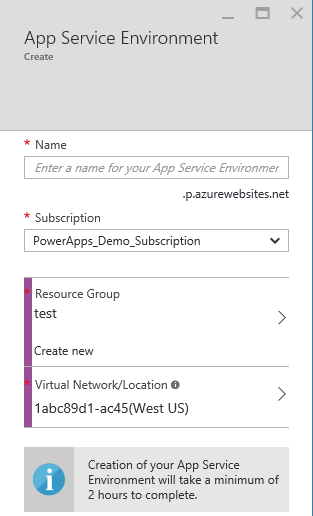 App Service Environment
Create
* Name
Enter a name for your App Service Environmer
.p.azurewebsites.net
* Subscription
PowerApps_Demo_Subscription
* Resource Group
test
Create new
* Virtual Network/Location
1abc89d1-ac45(West US)
Creation of your App Service
Environment will take a minimum of
2 hours to complete.